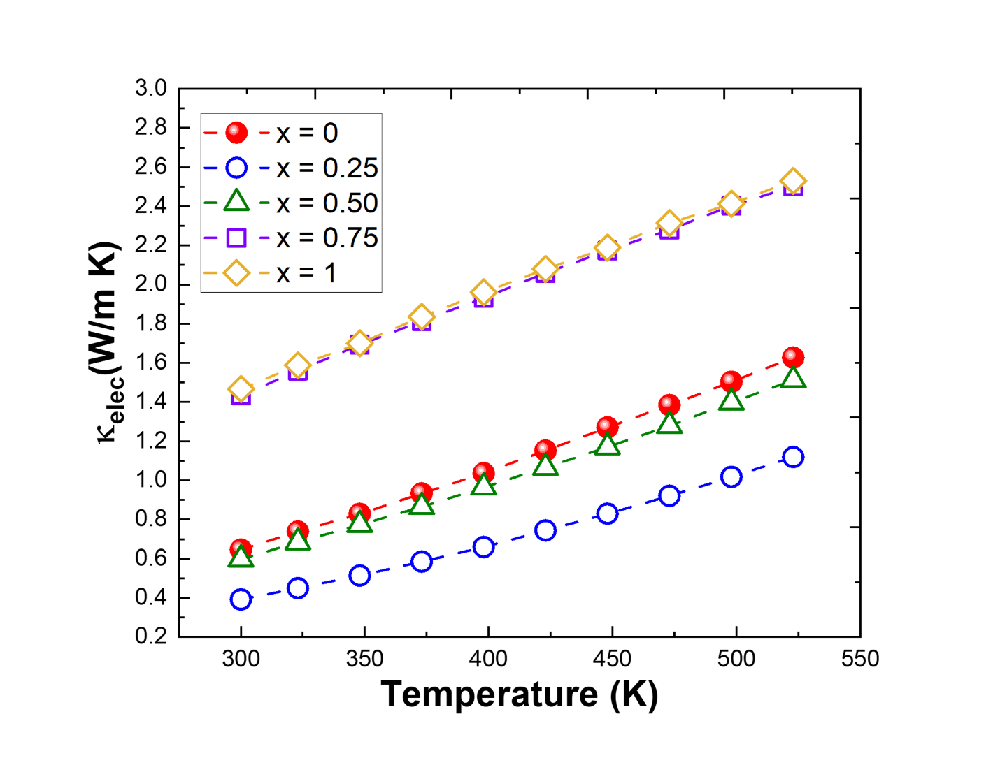 3.0
2.8
2.6
2.4
2.2
2.0
1.8
1.6
1.4
1.2
1.0
0.8
0.6
0.4
0.2
x = 0
x = 0.25
x = 0.50
x = 0.75
x = 1
κelec(W/m K)
300 350 400 450 500 550
Temperature (K)